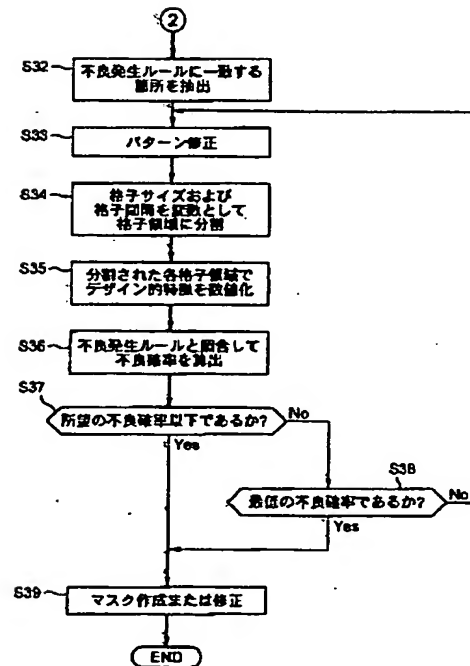 2
S32
不良発生ルールに一致する
箇所を抽出
S33
パターン修正
S34
格子サイズおよび
格子間隔を変数として
格子領域に分割
S35
分割された各格子領域で
デザイン的特徴を数値化
S36
不良発生ルールと照合して
不良確率を算出
S37
所望の不良確率以下であるか?
No
Yes
S38
最低の不良確率であるか?
No
Yes
S39
マスク作成または修正
END